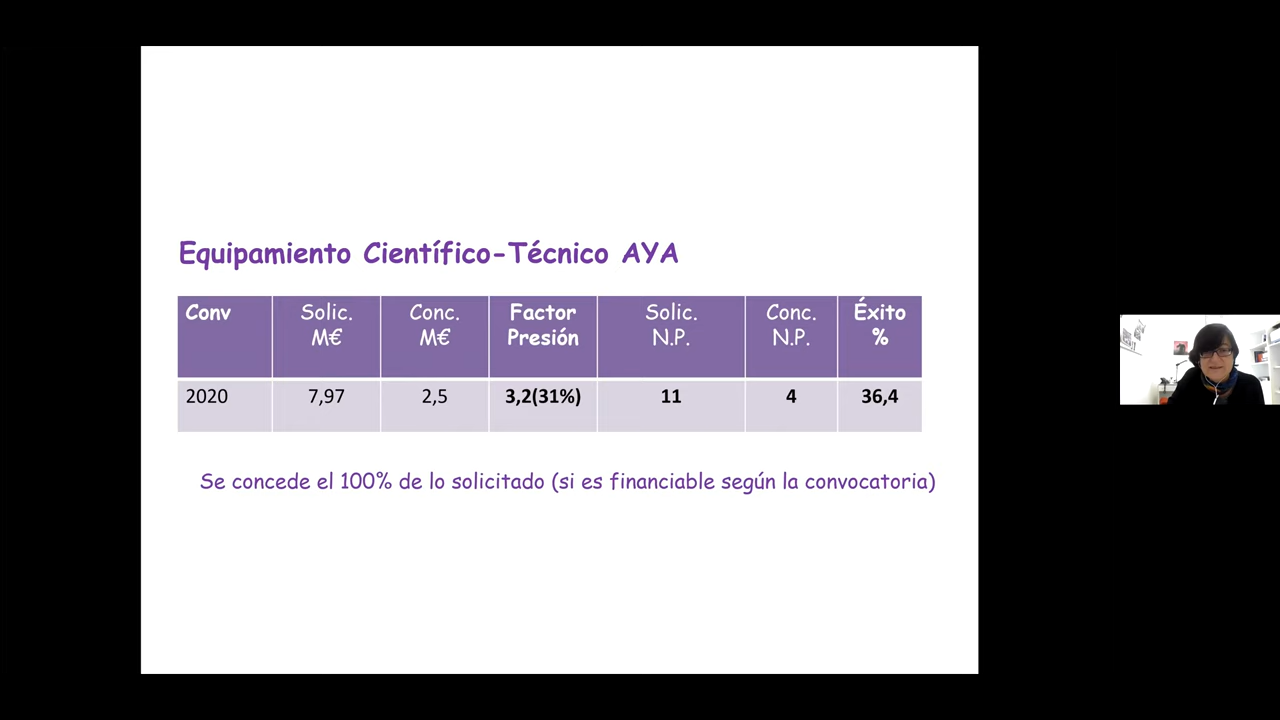 Equipamiento Científico-Técnico AYA
Conv Solic. M€ Conc. M€ Factor Presión Solic. N.P. Conc. N.P. Éxito %
2020 7,97 2,5 3,2(31%) 11 4 36,4
Se concede el 100% de lo solicitado (si es financiable según la convocatoria)